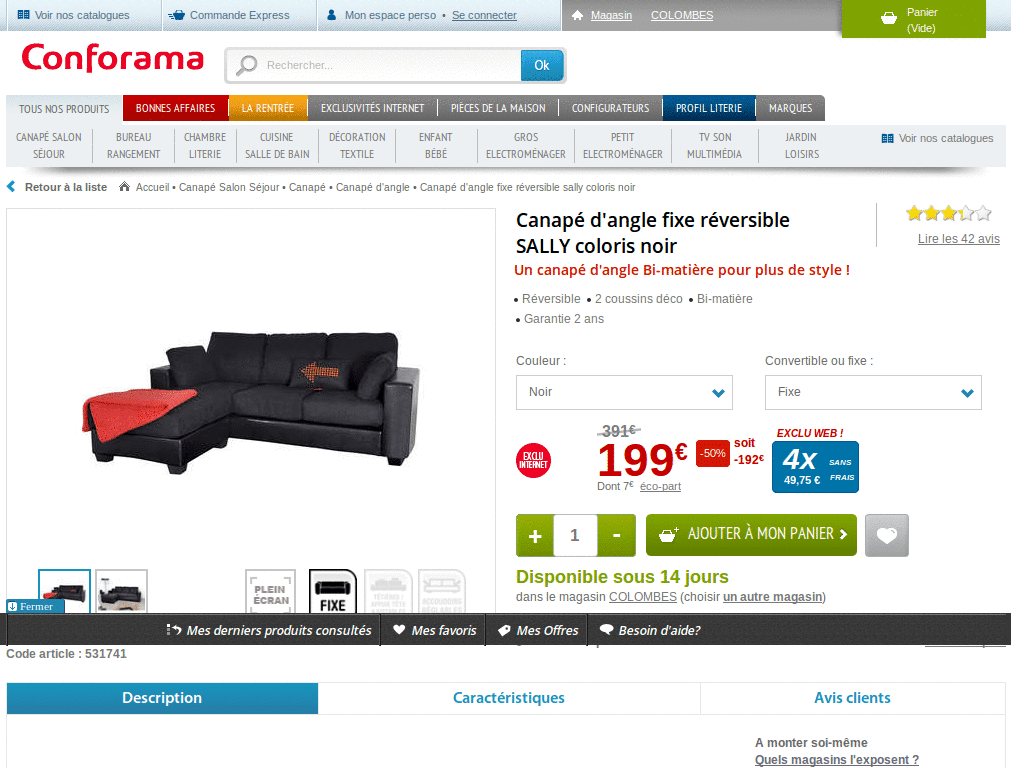 Voir nos catalogues
Commande Express
Mon espace perso • Se connecter
Magasin
COLOMBES
Panier
(Vide)
Conforama
Rechercher...
Ok
TOUS NOS PRODUITS
BONNES AFFAIRES
LA RENTRÉE
EXCLUSIVITÉS INTERNET
PIÈCES DE LA MAISON
CONFIGURATEURS
PROFIL LITERIE
MARQUES
CANAPÉ SALON
SÉJOUR
BUREAU
RANGEMENT
CHAMBRE
LITERIE
CUISINE
SALLE DE BAIN
DÉCORATION
TEXTILE
ENFANT
BÉBÉ
GROS
ELECTROMÉNAGER
PETIT
ELECTROMÉNAGER
TV SON
MULTIMÉDIA
JARDIN
LOISIRS
Voir nos catalogues
Retour à la liste
Accueil • Canapé Salon Séjour • Canapé • Canapé d'angle • Canapé d'angle fixe réversible sally coloris noir
Canapé d'angle fixe réversible
SALLY coloris noir
Lire les 42 avis
Un canapé d'angle Bi-matière pour plus de style !
• Réversible • 2 coussins déco • Bi-matière
• Garantie 2 ans
Couleur :
Noir
Convertible ou fixe :
Fixe
EXCLU
INTERNET
391€
199€
-50%
soit
-192€
Dont 7€ éco-part
EXCLU WEB !
4x SANS
49,75 € FRAIS
+ 1 -
AJOUTER À MON PANIER
Disponible sous 14 jours
dans le magasin COLOMBES (choisir un autre magasin)
PLEIN
ÉCRAN
FIXE
Fermer
Mes derniers produits consultés
Mes favoris
Mes Offres
Besoin d'aide?
Code article : 531741
Description
Caractéristiques
Avis clients
A monter soi-même
Quels magasins l'exposent ?